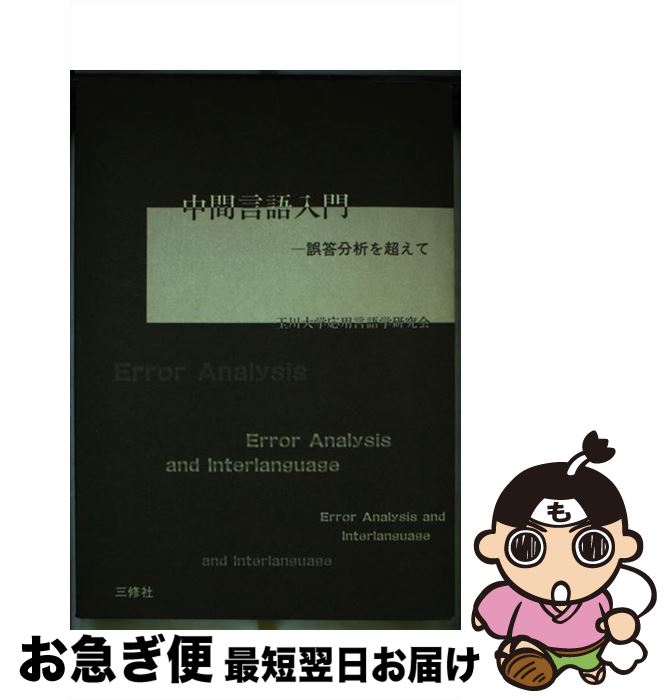 中間言語入門
―誤答分析を超えて
玉川大学応用言語学研究会
Error Analysis
Error Analysis
and Interlanguage
Error Analysis and
Interlanguage
and Interlanguage
三修社
も
お急ぎ便 最短翌日お届け